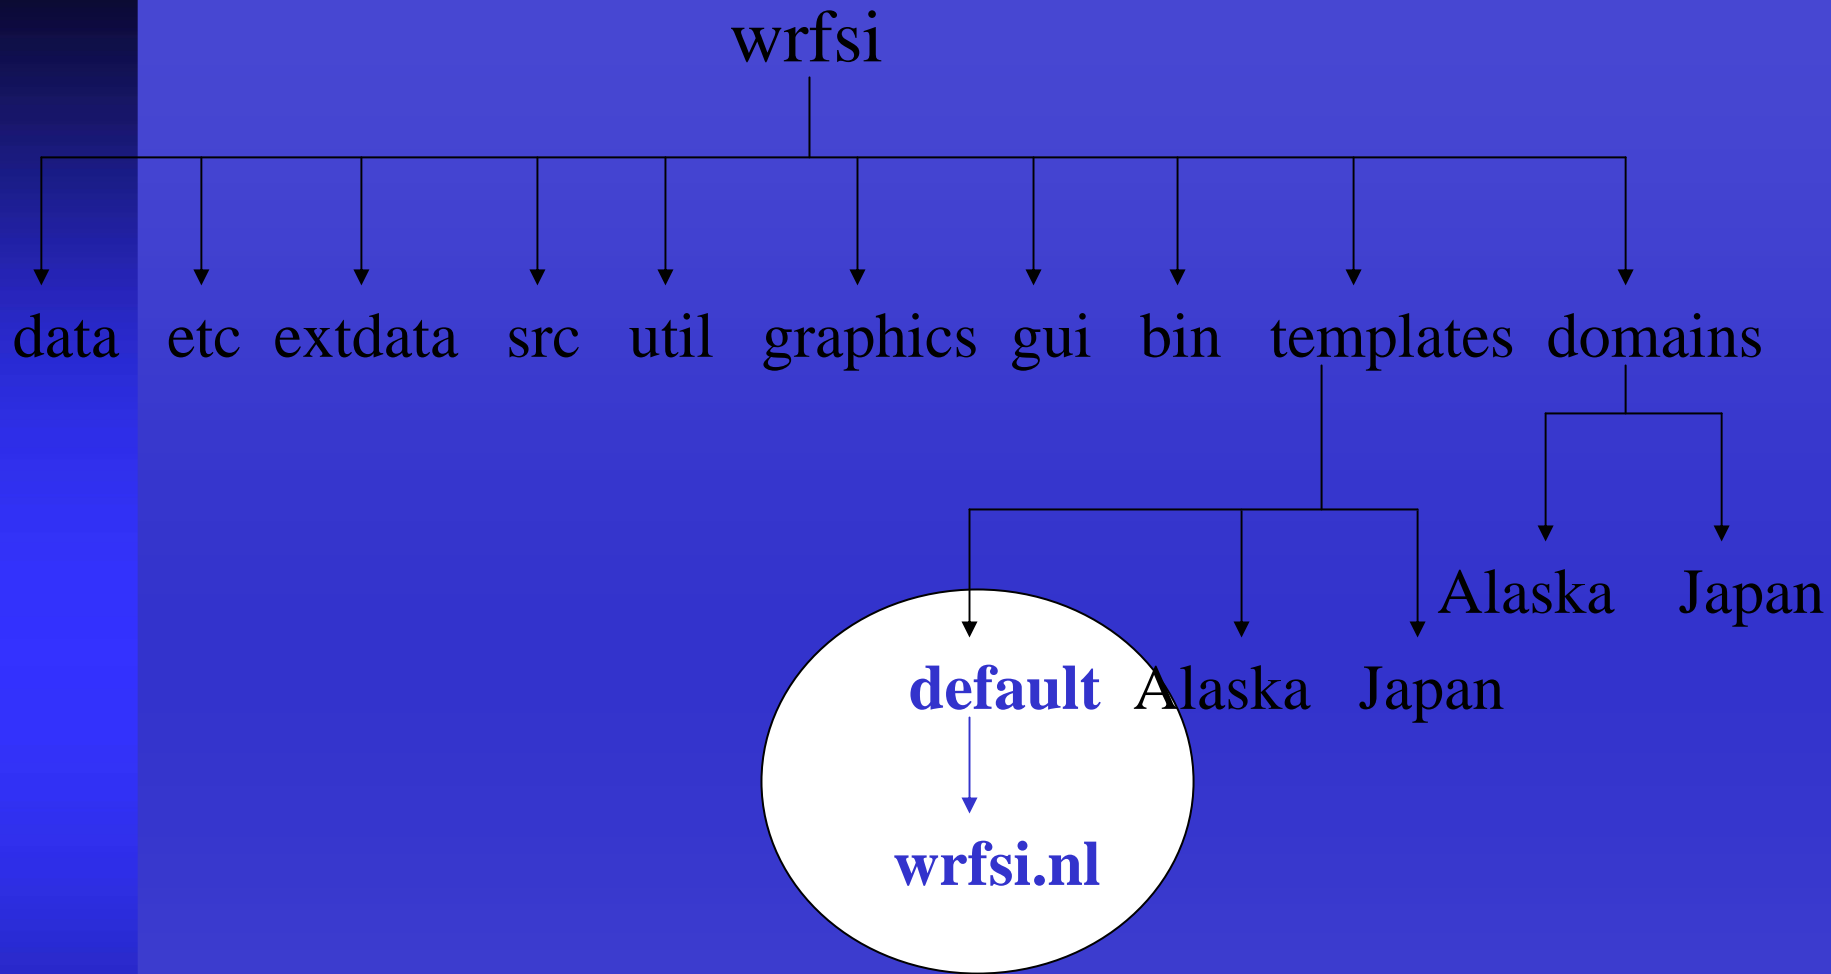 wrfsi
data etc extdata src util graphics gui bin templates domains
Alaska Japan
default Alaska Japan
wrfsi.nl